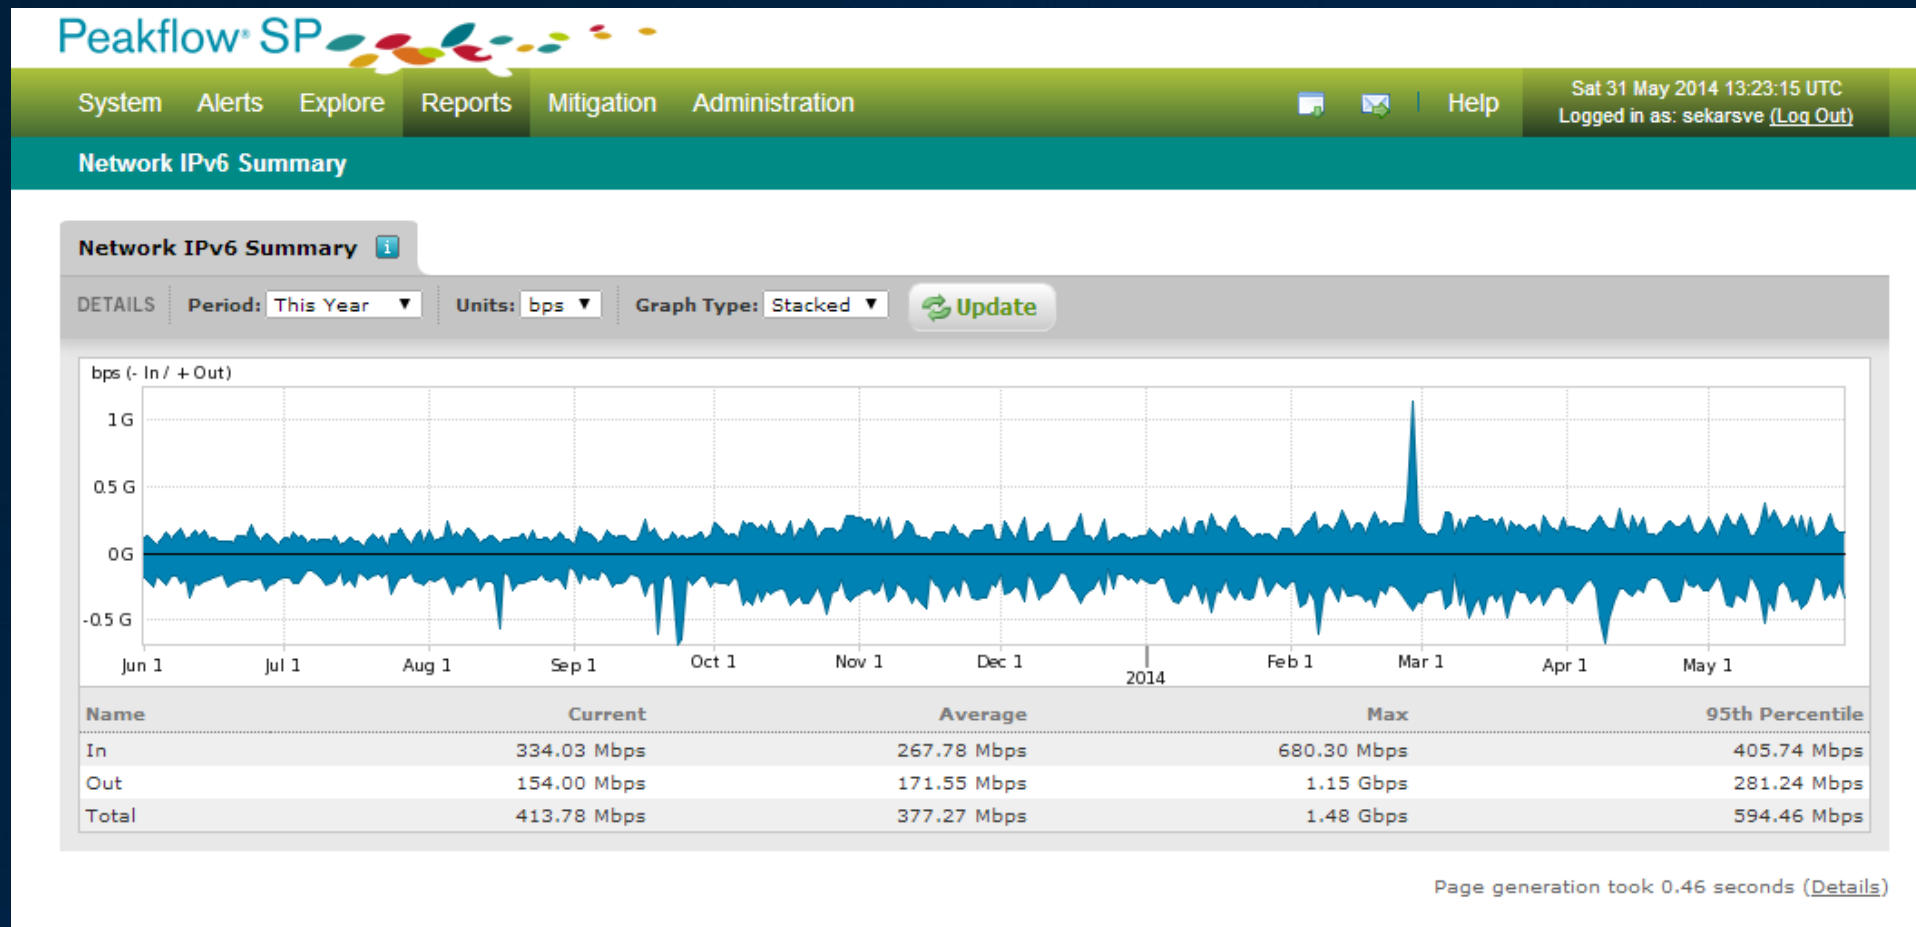 Peakflow® SP
System Alerts Explore Reports Mitigation Administration Help
Sat 31 May 2014 13:23:15 UTC
Logged in as: sekarsve (Log Out)
Network IPv6 Summary
Network IPv6 Summary i
DETAILS Period: This Year ▼ Units: bps ▼ Graph Type: Stacked ▼ Update
bps (- In / + Out)
1 G
0.5 G
0 G
-0.5 G
Jun 1 Jul 1 Aug 1 Sep 1 Oct 1 Nov 1 Dec 1 2014 Feb 1 Mar 1 Apr 1 May 1
Name Current Average Max 95th Percentile
In 334.03 Mbps 267.78 Mbps 680.30 Mbps 405.74 Mbps
Out 154.00 Mbps 171.55 Mbps 1.15 Gbps 281.24 Mbps
Total 413.78 Mbps 377.27 Mbps 1.48 Gbps 594.46 Mbps
Page generation took 0.46 seconds (Details)